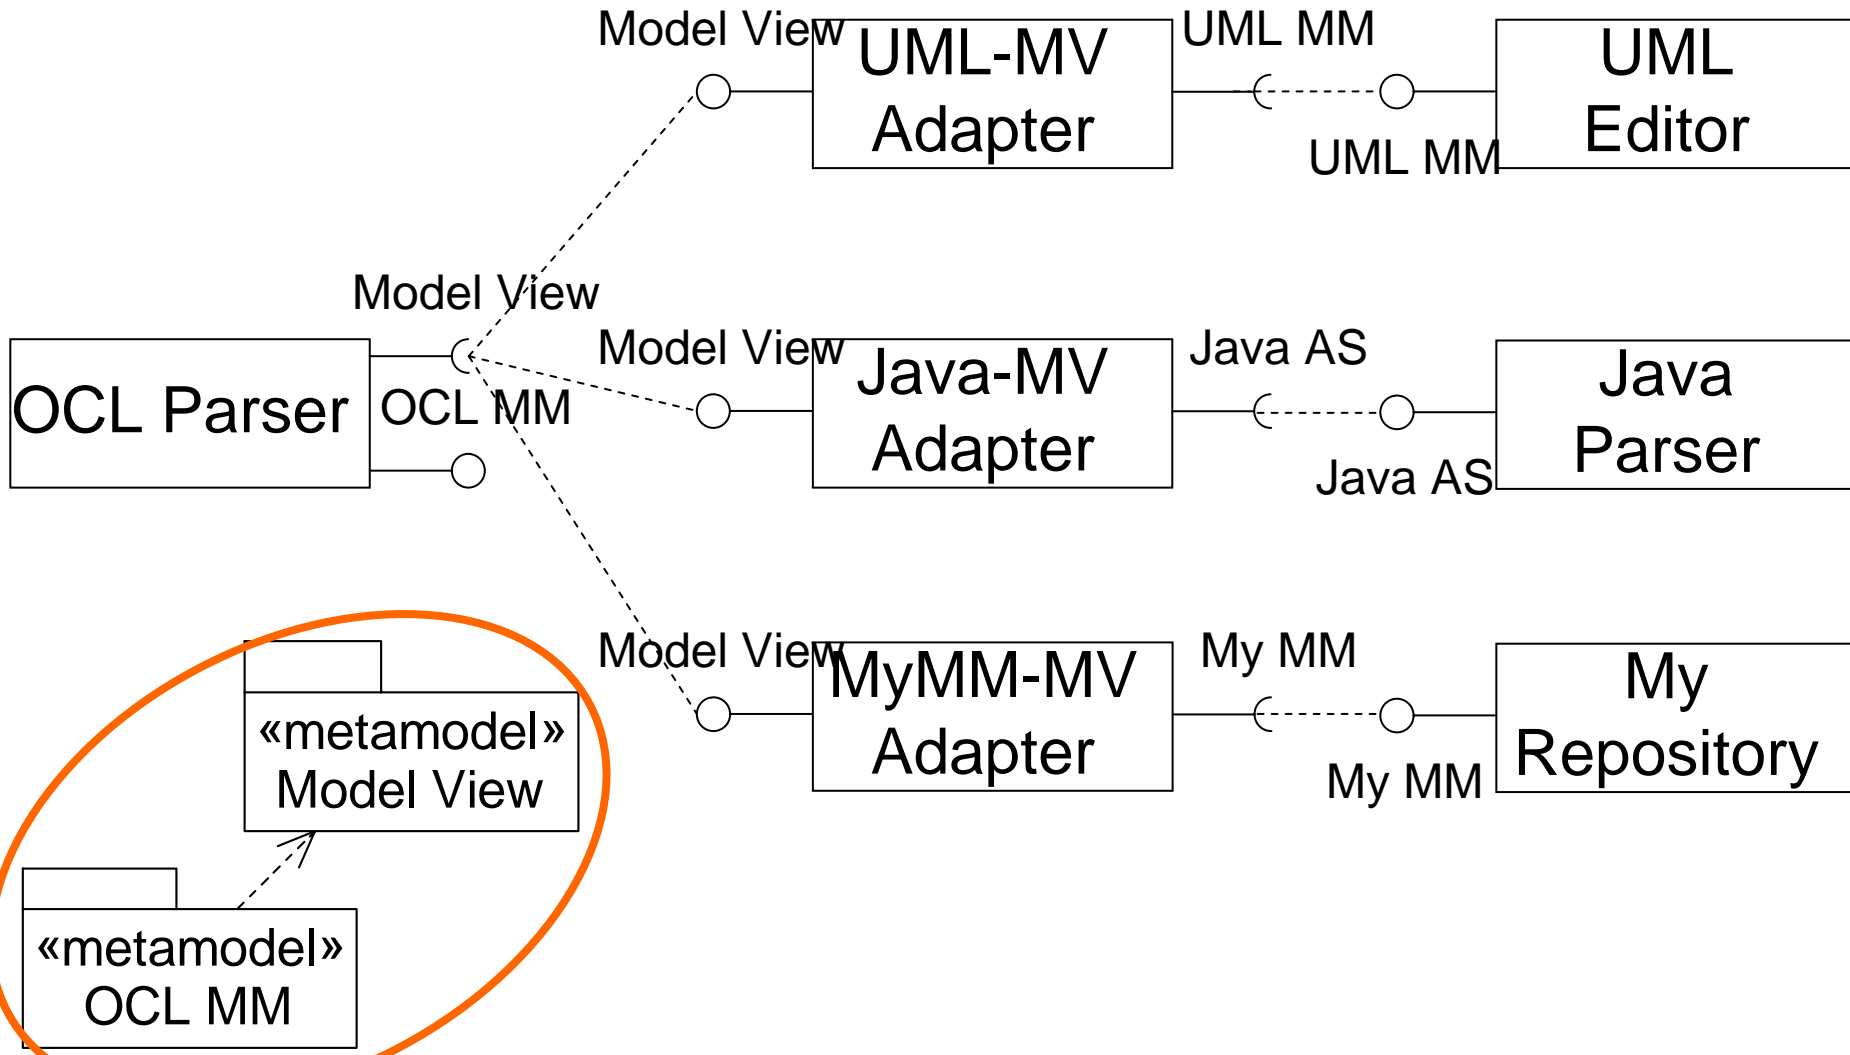 Model View
UML-MV
Adapter
UML MM
UML MM
UML
Editor
Model View
OCL Parser
OCL MM
Model View
Java-MV
Adapter
Java AS
Java AS
Java
Parser
Model View
MyMM-MV
Adapter
My MM
My MM
My
Repository
«metamodel»
Model View
«metamodel»
OCL MM